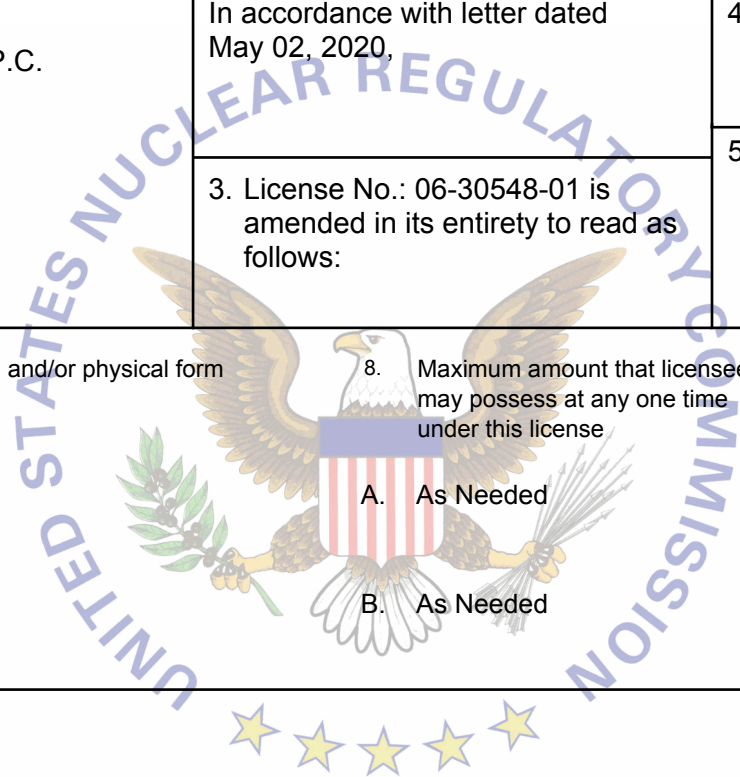 In accordance with letter dated
May 02, 2020,
P.C.
4
5
3. License No.: 06-30548-01 is
amended in its entirety to read as
follows:
and/or physical form
8. Maximum amount that licensee
may possess at any one time
under this license
A. As Needed
B. As Needed
UNITED STATES NUCLEAR REGULATORY COMMISSION